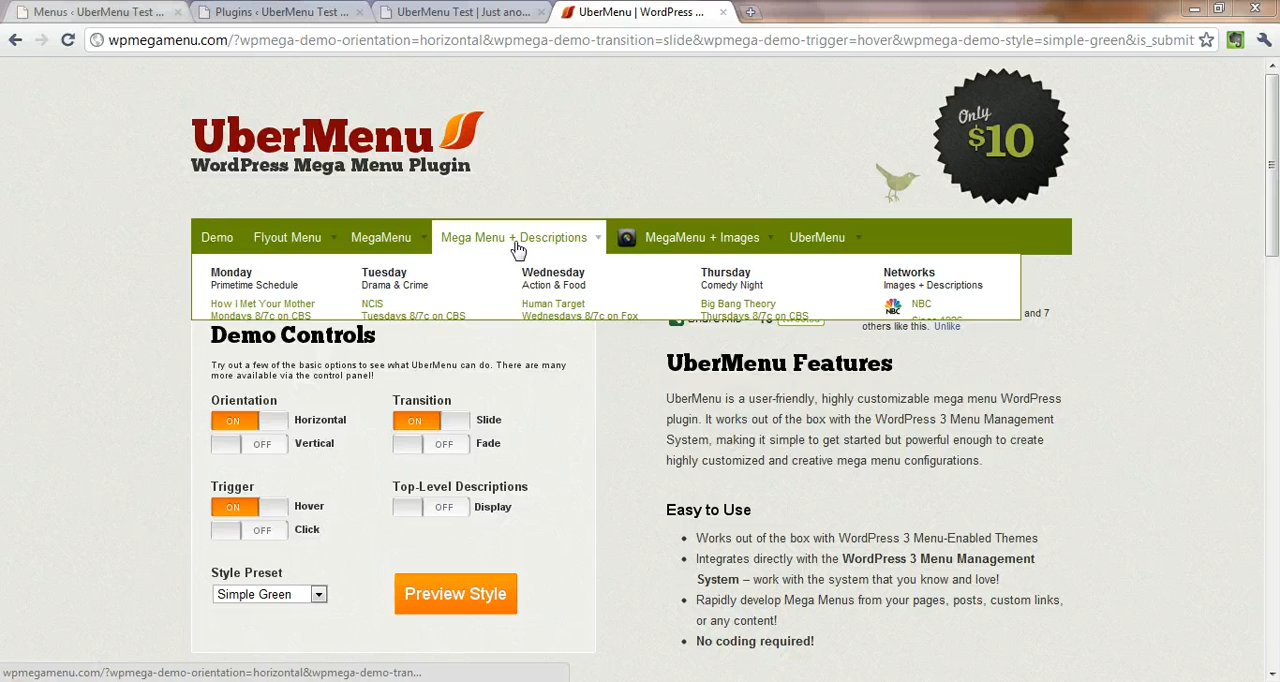 Menus ‹ UberMenu Test ...
Plugins ‹ UberMenu Test ...
UberMenu Test | Just ano...
UberMenu | WordPress ...
wpmegamenu.com/?wpmega-demo-orientation=horizontal&wpmega-demo-transition=slide&wpmega-demo-trigger=hover&wpmega-demo-style=simple-green&is_submit
UberMenu
WordPress Mega Menu Plugin
Only
$10
Demo Flyout Menu MegaMenu Mega Menu + Descriptions MegaMenu + Images UberMenu
Monday Tuesday Wednesday Thursday Networks
Primetime Schedule Drama & Crime Action & Food Comedy Night Images + Descriptions
How I Met Your Mother NCIS Human Target Big Bang Theory NBC NBC
Mondays 8/7c on CBS Tuesdays 8/7c on CBS Wednesdays 8/7c on Fox Thursdays 8/7c on CBS
and 7
others like this. Unlike
Demo Controls
Try out a few of the basic options to see what UberMenu can do. There are many
more available via the control panel!
Orientation Transition
ON Horizontal ON Slide
OFF Vertical OFF Fade
Trigger Top-Level Descriptions
ON Hover OFF Display
OFF Click
Style Preset
Simple Green
Preview Style
UberMenu Features
UberMenu is a user-friendly, highly customizable mega menu WordPress
plugin. It works out of the box with the WordPress 3 Menu Management
System, making it simple to get started but powerful enough to create
highly customized and creative mega menu configurations.
Easy to Use
Works out of the box with WordPress 3 Menu-Enabled Themes
Integrates directly with the WordPress 3 Menu Management
System – work with the system that you know and love!
Rapidly develop Mega Menus from your pages, posts, custom links,
or any content!
No coding required!
wpmegamenu.com/?wpmega-demo-orientation=horizontal&wpmega-demo-tran...